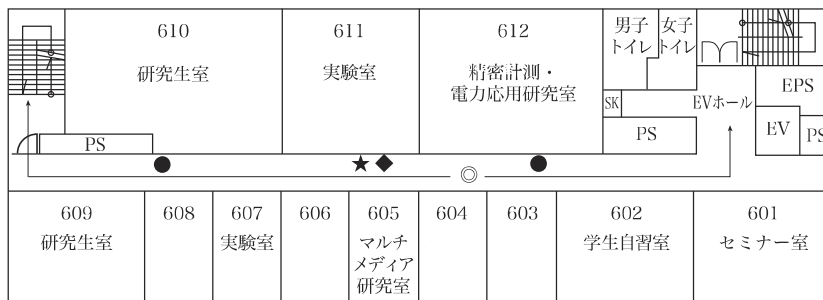 610
研究生室
611
実験室
612
精密計測・
電力応用研究室
男子
トイレ
女子
トイレ
SK
PS
EVホール
EPS
EV
PS
PS
609
研究生室
608
607
実験室
606
605
マルチ
メディア
研究室
604
603
602
学生自習室
601
セミナー室